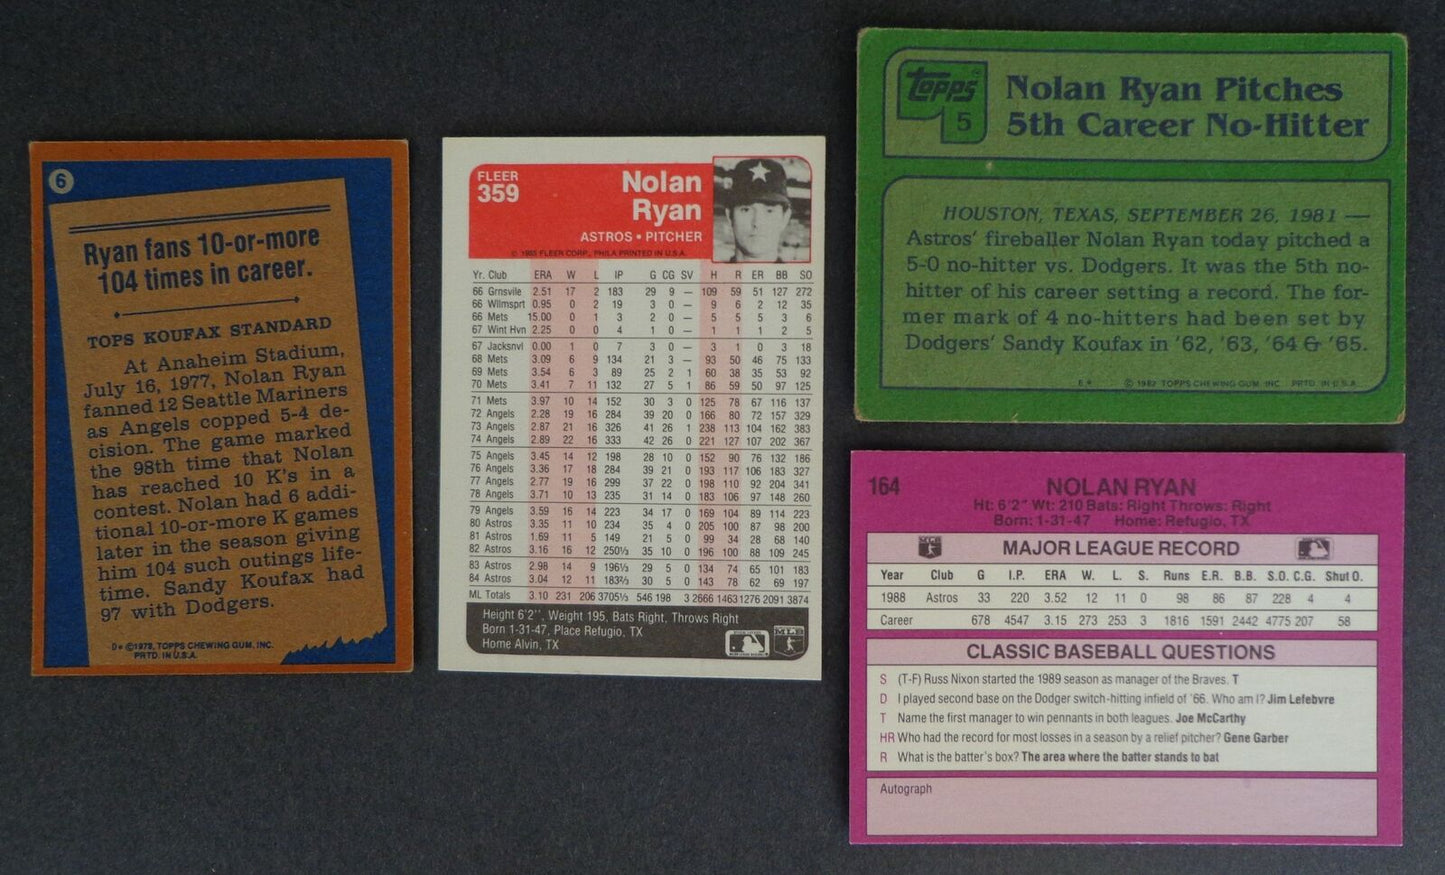 6
Ryan fans 10-or-more
104 times in career.
TOPS KOUFAX STANDARD
At Anaheim Stadium,
July 16, 1977, Nolan Ryan
fanned 12 Seattle Mariners
as Angels copped 5-4 de-
cision. The game marked
the 98th time that Nolan
has reached 10 K's in a
contest. Nolan had 6 addi-
tional 10-or-more K games
later in the season giving
him 104 such outings life-
time. Sandy Koufax had
97 with Dodgers.
D* ©1978, TOPPS CHEWING GUM, INC.
PRTD. IN U.S.A.
FLEER
359
Nolan
Ryan
ASTROS • PITCHER
© 1985 FLEER CORP., PHILA PRINTED IN U.S.A.
Yr. Club ERA W L IP G CG SV H R ER BB SO
66 Grnsvile 2.51 17 2 183 29 9 — 109 59 51 127 272
66 Wllmsprt 0.95 0 2 19 3 0 — 9 6 2 12 35
66 Mets 15.00 0 1 3 2 0 — 5 5 5 3 6
67 Wint Hvn 2.25 0 0 4 1 0 — 1 1 1 2 5
67 Jacksnvl 0.00 1 0 7 3 0 — 3 1 0 3 18
68 Mets 3.09 6 9 134 21 3 — 93 50 46 75 133
69 Mets 3.54 6 3 89 25 2 1 60 38 35 53 92
70 Mets 3.41 7 11 132 27 5 1 86 59 50 97 125
71 Mets 3.97 10 14 152 30 3 0 125 78 67 116 137
72 Angels 2.28 19 16 284 39 20 0 166 80 72 157 329
73 Angels 2.87 21 16 326 41 26 1 238 113 104 162 383
74 Angels 2.89 22 16 333 42 26 0 221 127 107 202 367
75 Angels 3.45 14 12 198 28 10 0 152 90 76 132 186
76 Angels 3.36 17 18 284 39 21 0 193 117 106 183 327
77 Angels 2.77 19 16 299 37 22 0 198 110 92 204 341
78 Angels 3.71 10 13 235 31 14 0 183 106 97 148 260
79 Angels 3.59 16 14 223 34 17 0 169 104 89 114 223
80 Astros 3.35 11 10 234 35 4 0 205 100 87 98 200
81 Astros 1.69 11 5 149 21 5 0 99 34 28 68 140
82 Astros 3.16 16 12 250⅓ 35 10 0 196 100 88 109 245
83 Astros 2.98 14 9 196⅓ 29 5 0 134 74 65 101 183
84 Astros 3.04 12 11 183⅔ 30 5 0 143 78 62 69 197
ML Totals 3.10 231 206 3705⅓ 546 198 3 2666 1463 1276 2091 3874
Height 6'2'', Weight 195, Bats Right, Throws Right
Born 1-31-47, Place Refugio, TX
Home Alvin, TX
Topps
5
Nolan Ryan Pitches
5th Career No-Hitter
HOUSTON, TEXAS, SEPTEMBER 26, 1981 —
Astros' fireballer Nolan Ryan today pitched a
5-0 no-hitter vs. Dodgers. It was the 5th no-
hitter of his career setting a record. The for-
mer mark of 4 no-hitters had been set by
Dodgers' Sandy Koufax in '62, '63, '64 & '65.
E* © 1982 TOPPS CHEWING GUM, INC. PRTD. IN U.S.A.
164
NOLAN RYAN
Ht: 6'2" Wt: 210 Bats: Right Throws: Right
Born: 1-31-47 Home: Refugio, TX
MAJOR LEAGUE RECORD
Year Club G I.P. ERA W. L. S. Runs E.R. B.B. S.O. C.G. Shut O.
1988 Astros 33 220 3.52 12 11 0 98 86 87 228 4 4
Career 678 4547 3.15 273 253 3 1816 1591 2442 4775 207 58
CLASSIC BASEBALL QUESTIONS
S (T-F) Russ Nixon started the 1989 season as manager of the Braves. T
D I played second base on the Dodger switch-hitting infield of '66. Who am I? Jim Lefebvre
T Name the first manager to win pennants in both leagues. Joe McCarthy
HR Who had the record for most losses in a season by a relief pitcher? Gene Garber
R What is the batter's box? The area where the batter stands to bat
Autograph